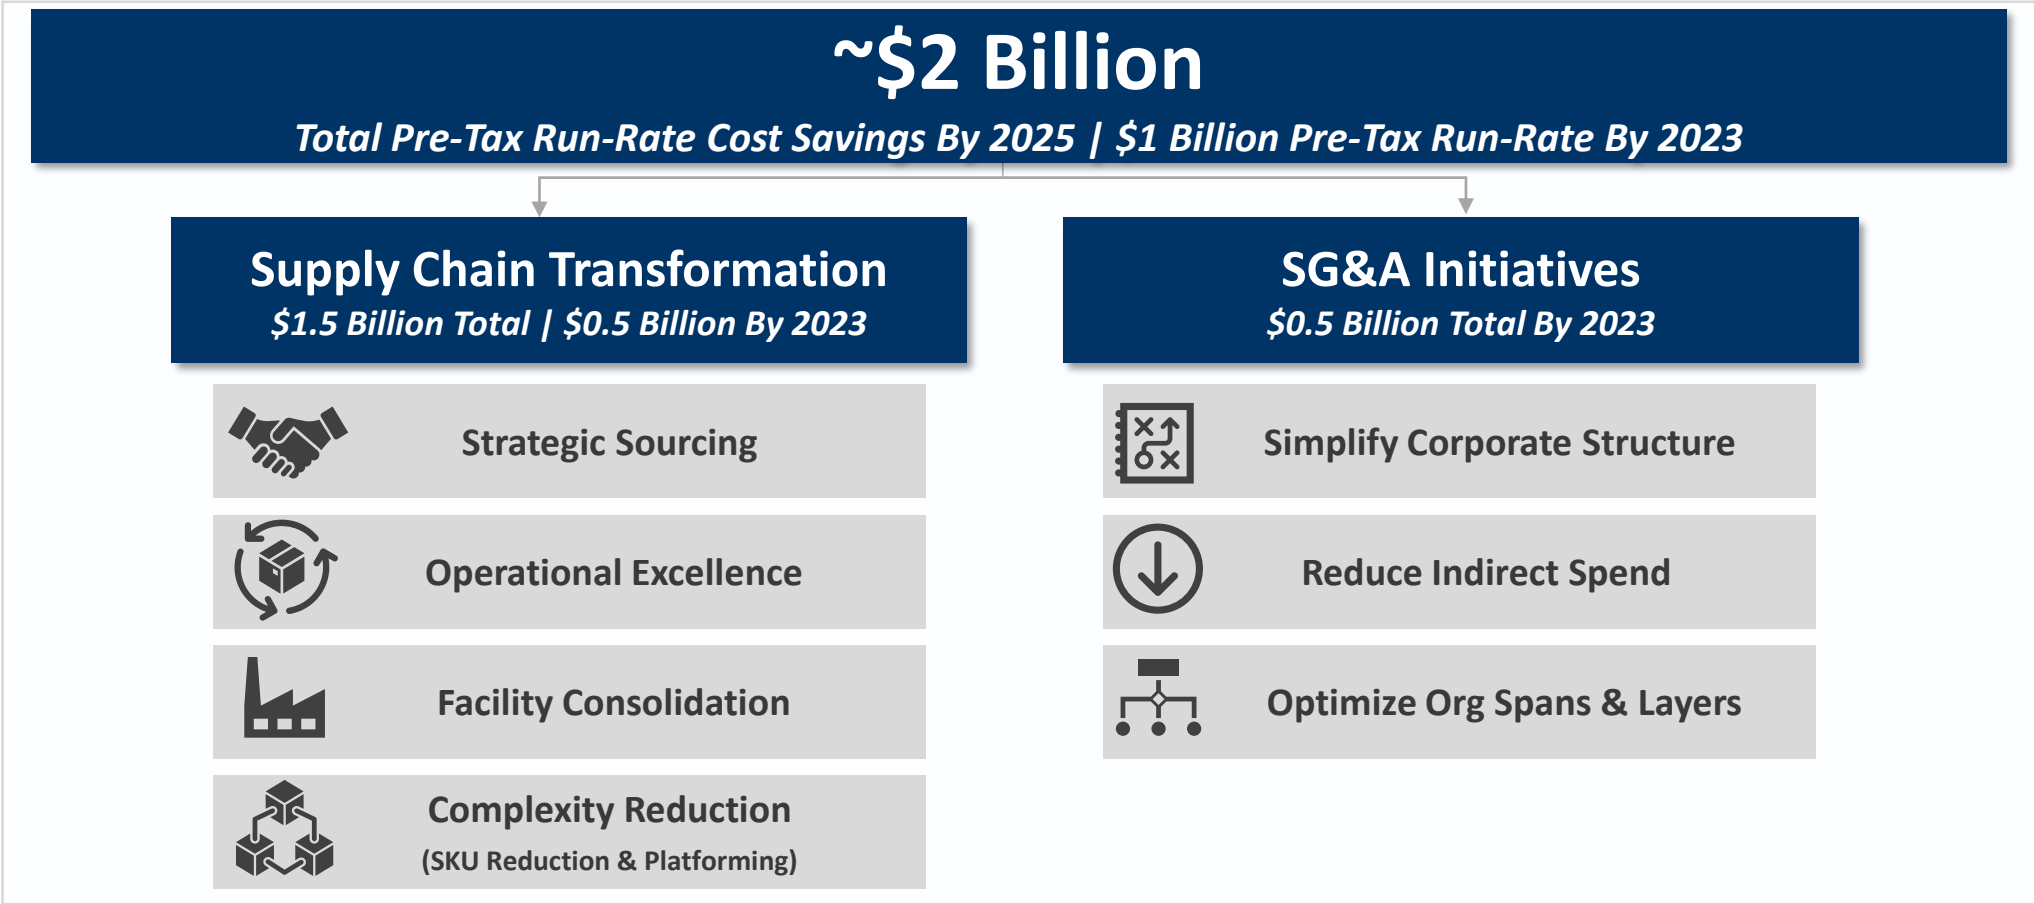 ~$2 Billion
Total Pre-Tax Run-Rate Cost Savings By 2025 | $1 Billion Pre-Tax Run-Rate By 2023
Supply Chain Transformation
$1.5 Billion Total | $0.5 Billion By 2023
Strategic Sourcing
Operational Excellence
Facility Consolidation
Complexity Reduction
(SKU Reduction & Platforming)
SG&A Initiatives
$0.5 Billion Total By 2023
Simplify Corporate Structure
Reduce Indirect Spend
Optimize Org Spans & Layers